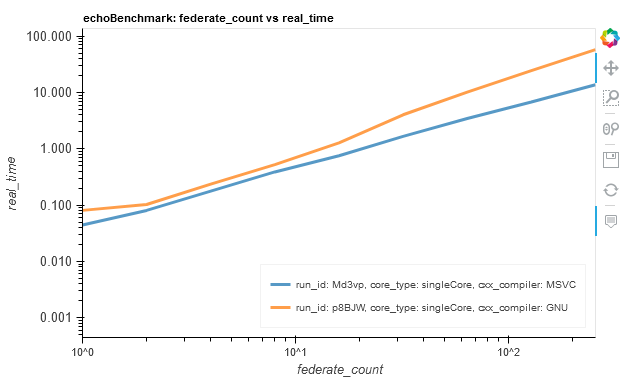 echoBenchmark: federate_count vs real_time
100.000
10.000
1.000
0.100
0.010
0.001
real_time
run_id: Md3vp, core_type: singleCore, cxx_compiler: MSVC
run_id: p8BJW, core_type: singleCore, cxx_compiler: GNU
10^0
10^1
10^2
federate_count